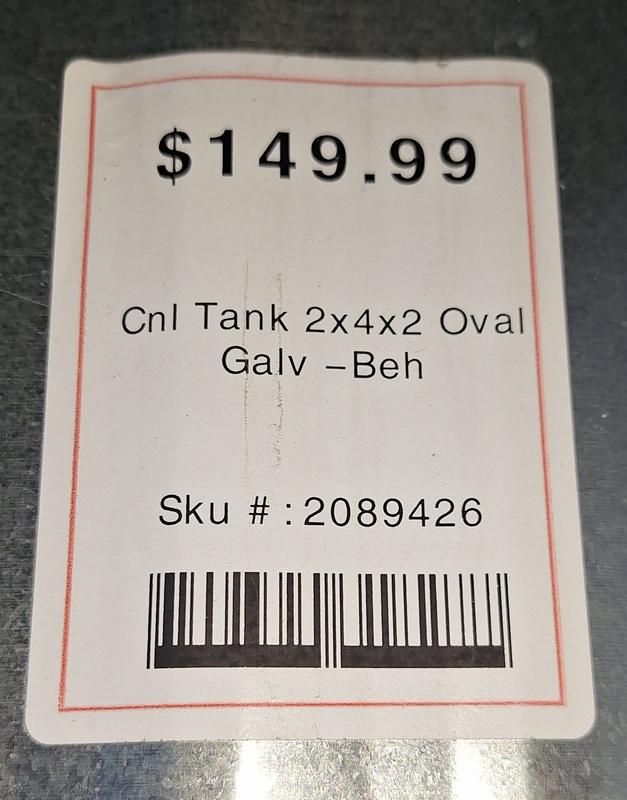 $149.99
Cnl Tank 2x4x2 Oval
Galv -Beh
Sku #:2089426